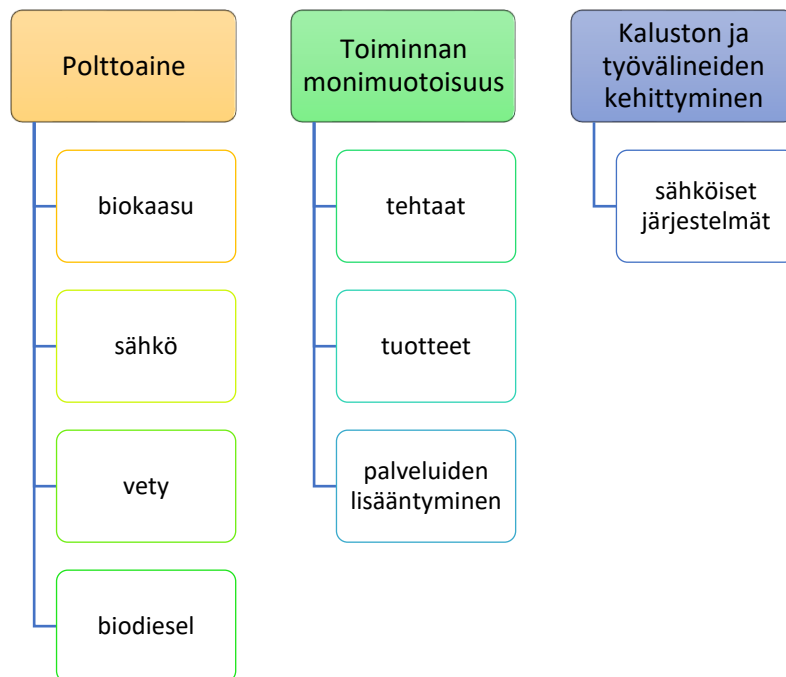 Polttoaine
biokaasu
sähkö
vety
biodiesel
Toiminnan
monimuotoisuus
tehtaat
tuotteet
palveluiden
lisääntyminen
Kaluston ja
työvälineiden
kehittyminen
sähköiset
järjestelmät